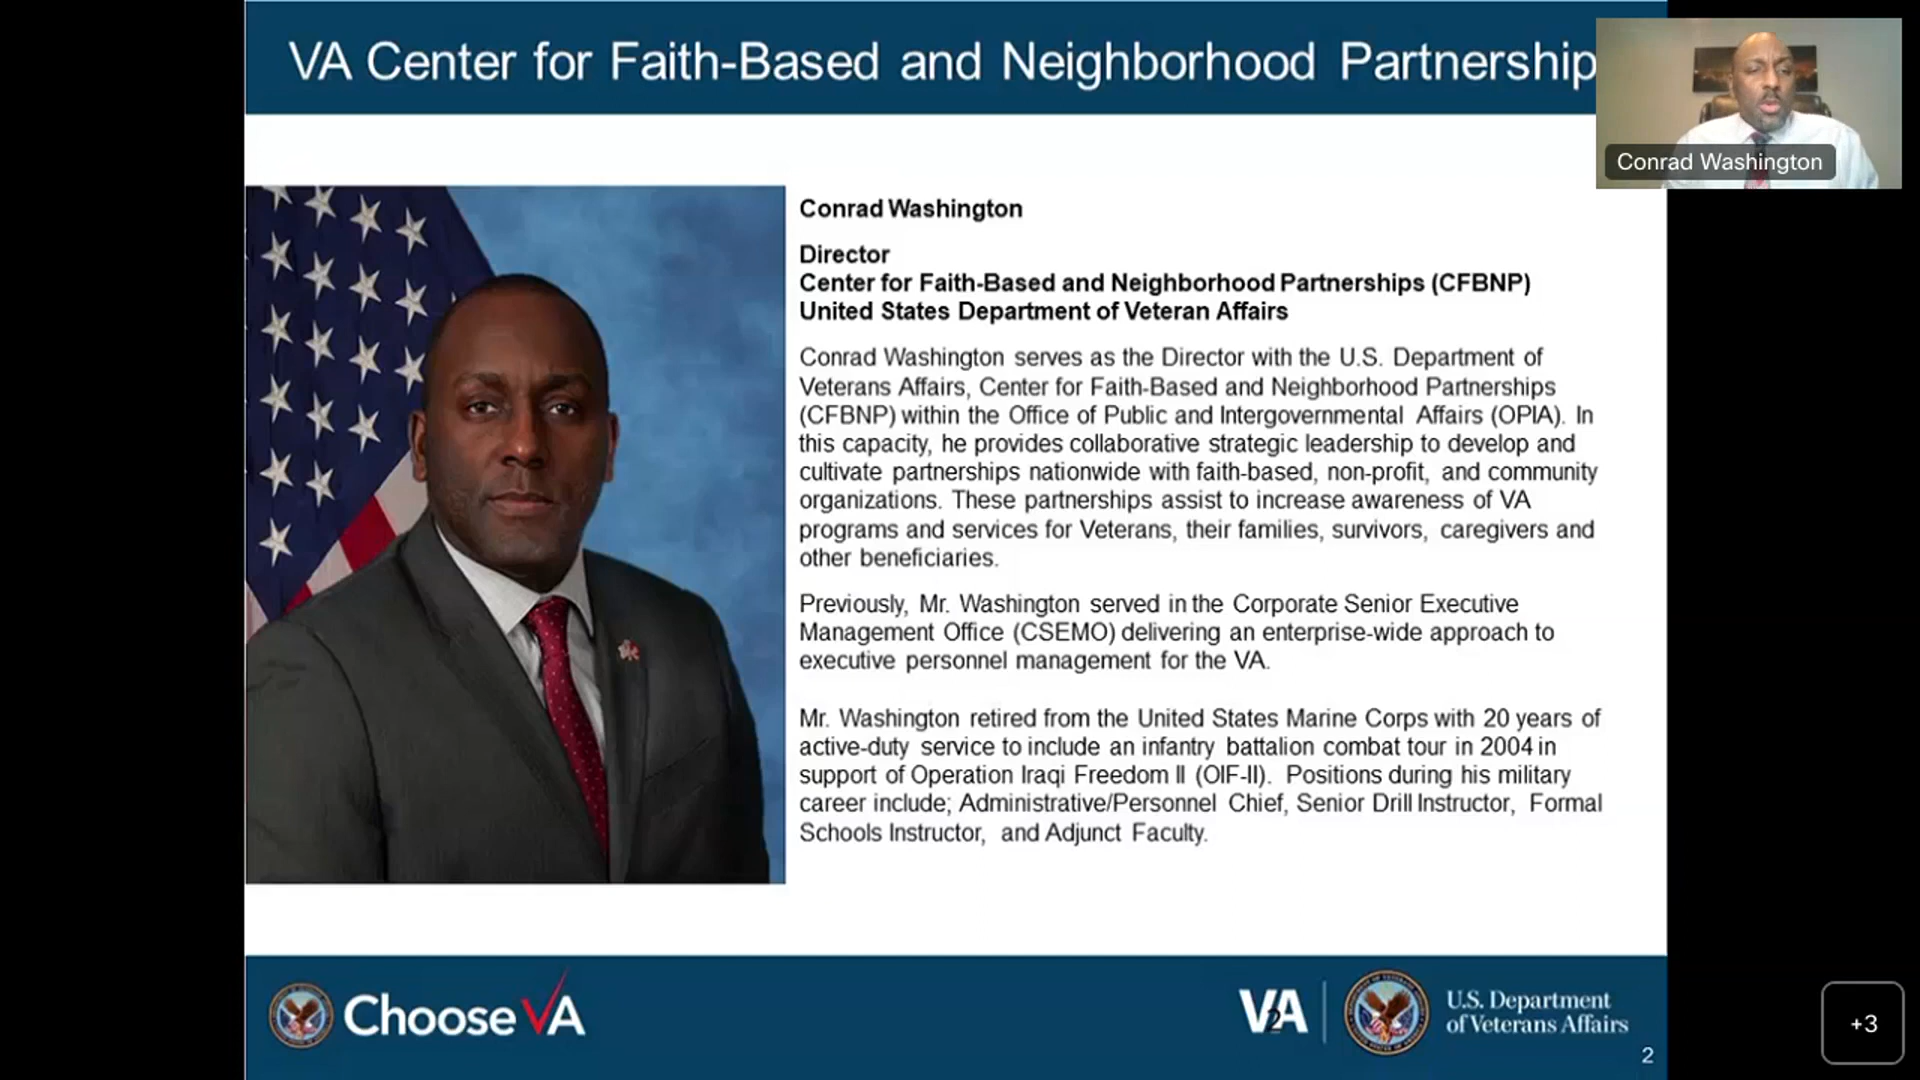 VA Center for Faith-Based and Neighborhood Partnership
Conrad Washington
Conrad Washington
Director
Center for Faith-Based and Neighborhood Partnerships (CFBNP)
United States Department of Veteran Affairs
Conrad Washington serves as the Director with the U.S. Department of
Veterans Affairs, Center for Faith-Based and Neighborhood Partnerships
(CFBNP) within the Office of Public and Intergovernmental Affairs (OPIA). In
this capacity, he provides collaborative strategic leadership to develop and
cultivate partnerships nationwide with faith-based, non-profit, and community
organizations. These partnerships assist to increase awareness of VA
programs and services for Veterans, their families, survivors, caregivers and
other beneficiaries.
Previously, Mr. Washington served in the Corporate Senior Executive
Management Office (CSEMO) delivering an enterprise-wide approach to
executive personnel management for the VA.
Mr. Washington retired from the United States Marine Corps with 20 years of
active-duty service to include an infantry battalion combat tour in 2004 in
support of Operation Iraqi Freedom II (OIF-II). Positions during his military
career include; Administrative/Personnel Chief, Senior Drill Instructor, Formal
Schools Instructor, and Adjunct Faculty.
Choose VA
VA
2
U.S. Department
of Veterans Affairs
2
+3